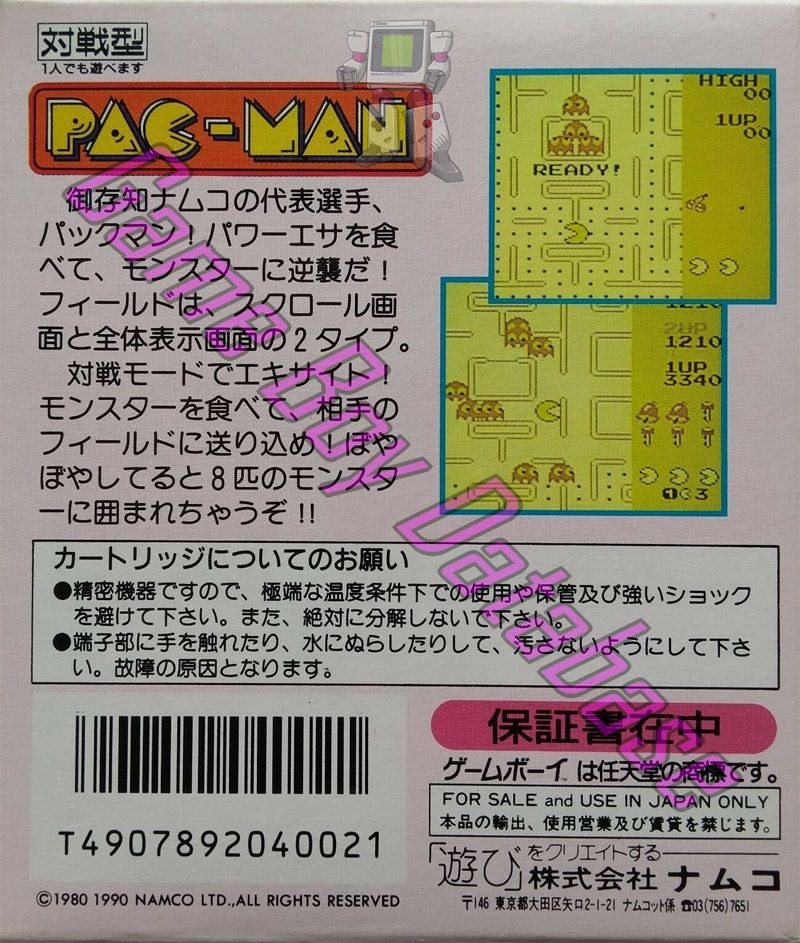 対戦型
1人でも遊べます
PAC-MAN
御存知ナムコの代表選手、
パックマン！パワーエサを食
べて、モンスターに逆襲だ！
フィールドは、スクロール画
面と全体表示画面の2タイプ。
対戦モードでエキサイト！
モンスターを食べて、相手の
フィールドに送り込め！ぼや
ぼやしてると8匹のモンスタ
ーに囲まれちゃうぞ!!
HIGH
00
1UP
00
READY!
1210
2UP
1210
1UP
3340
3
Game Boy Database
カートリッジについてのお願い
●精密機器ですので、極端な温度条件下での使用や保管及び強いショック
を避けて下さい。また、絶対に分解しないで下さい。
●端子部に手を触れたり、水にぬらしたりして、汚さないようにして下さ
い。故障の原因となります。
T4907892040021
©1980 1990 NAMCO LTD.,ALL RIGHTS RESERVED
保証書在中
ゲームボーイ™は任天堂の商標です。
FOR SALE and USE IN JAPAN ONLY
本品の輸出、使用営業及び賃貸を禁じます。
「遊び」をクリエイトする
株式会社 ナムコ
〒146 東京都大田区矢口2-1-21 ナムコット係 ☎03(756)7651